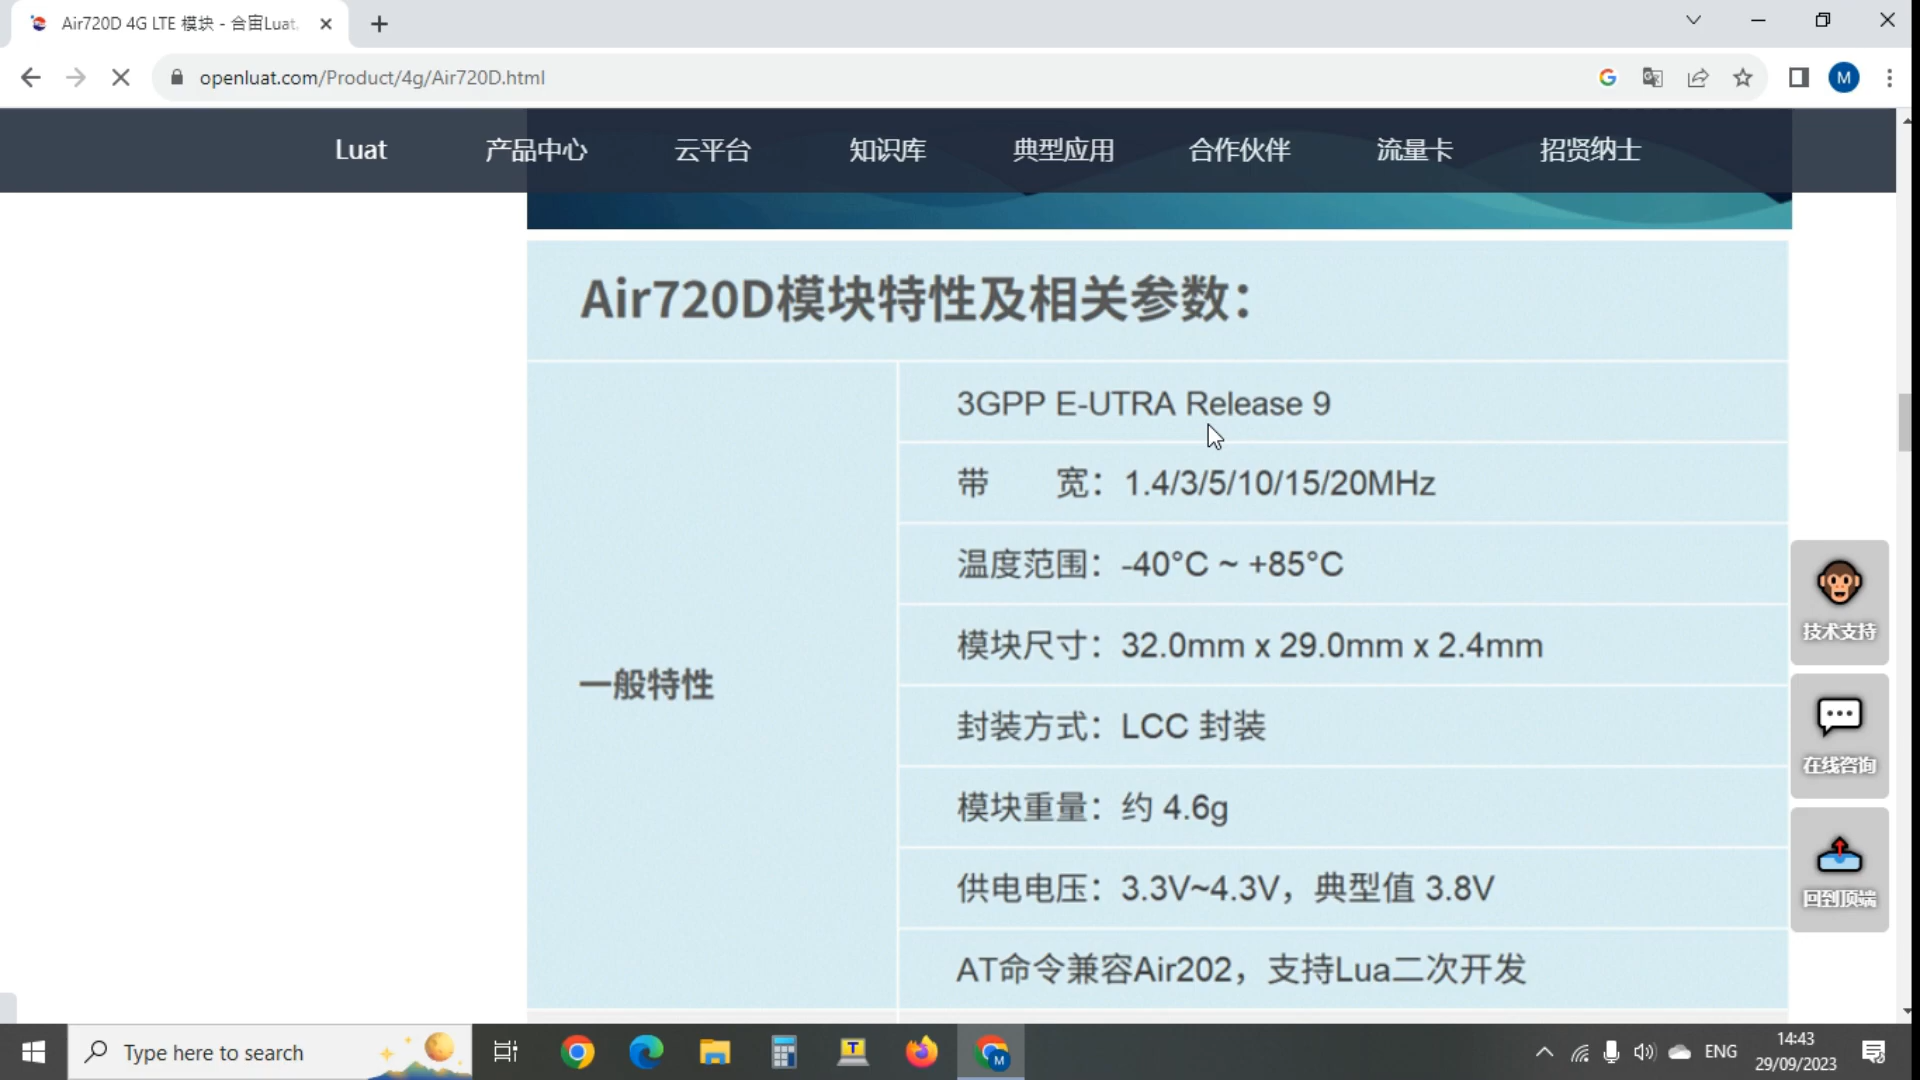 Air720D 4G LTE 模块 - 合宙Luat
openluat.com/Product/4g/Air720D.html
M
Luat 产品中心 云平台 知识库 典型应用 合作伙伴 流量卡 招贤纳士
Air720D模块特性及相关参数：
一般特性
3GPP E-UTRA Release 9
带 宽：1.4/3/5/10/15/20MHz
温度范围：-40°C ~ +85°C
模块尺寸：32.0mm x 29.0mm x 2.4mm
封装方式：LCC 封装
模块重量：约 4.6g
供电电压：3.3V~4.3V，典型值 3.8V
AT命令兼容Air202，支持Lua二次开发
技术支持
在线咨询
回到顶端
Type here to search
T
M
ENG
14:43
29/09/2023